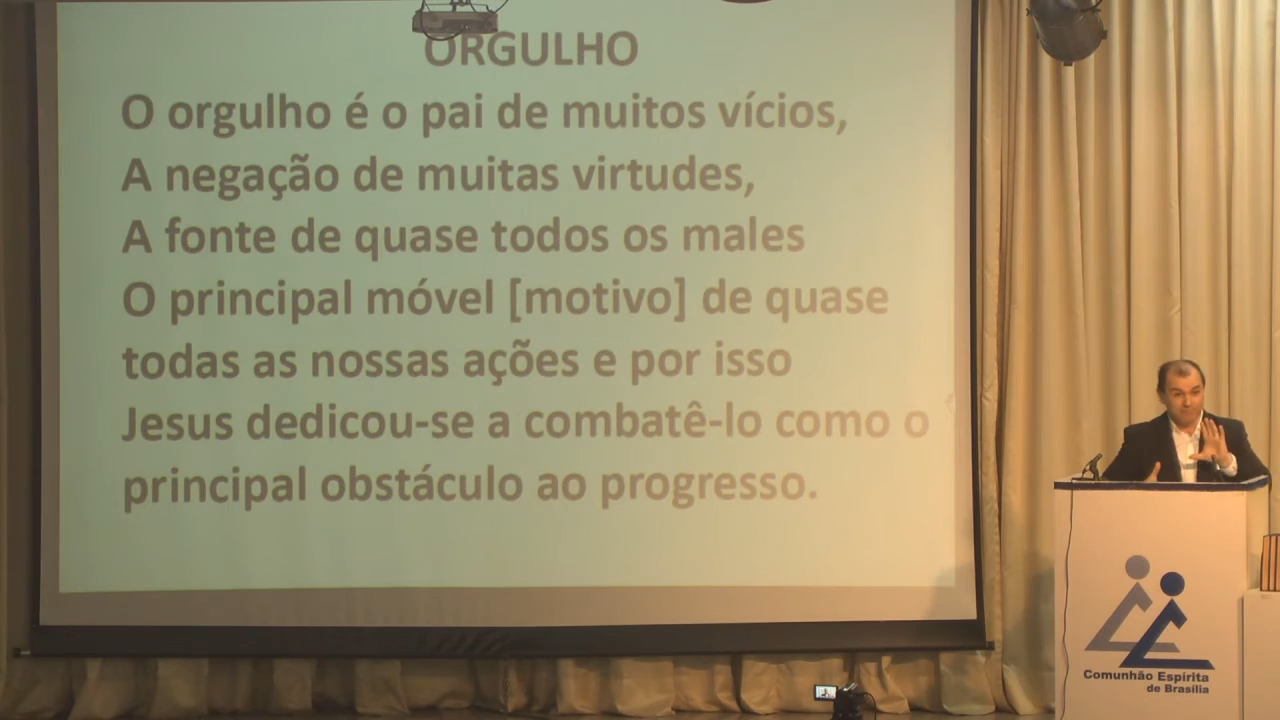 ORGULHO
O orgulho é o pai de muitos vícios,
A negação de muitas virtudes,
A fonte de quase todos os males
O principal móvel [motivo] de quase
todas as nossas ações e por isso
Jesus dedicou-se a combatê-lo como o
principal obstáculo ao progresso.
Comunhão Espírita
de Brasília